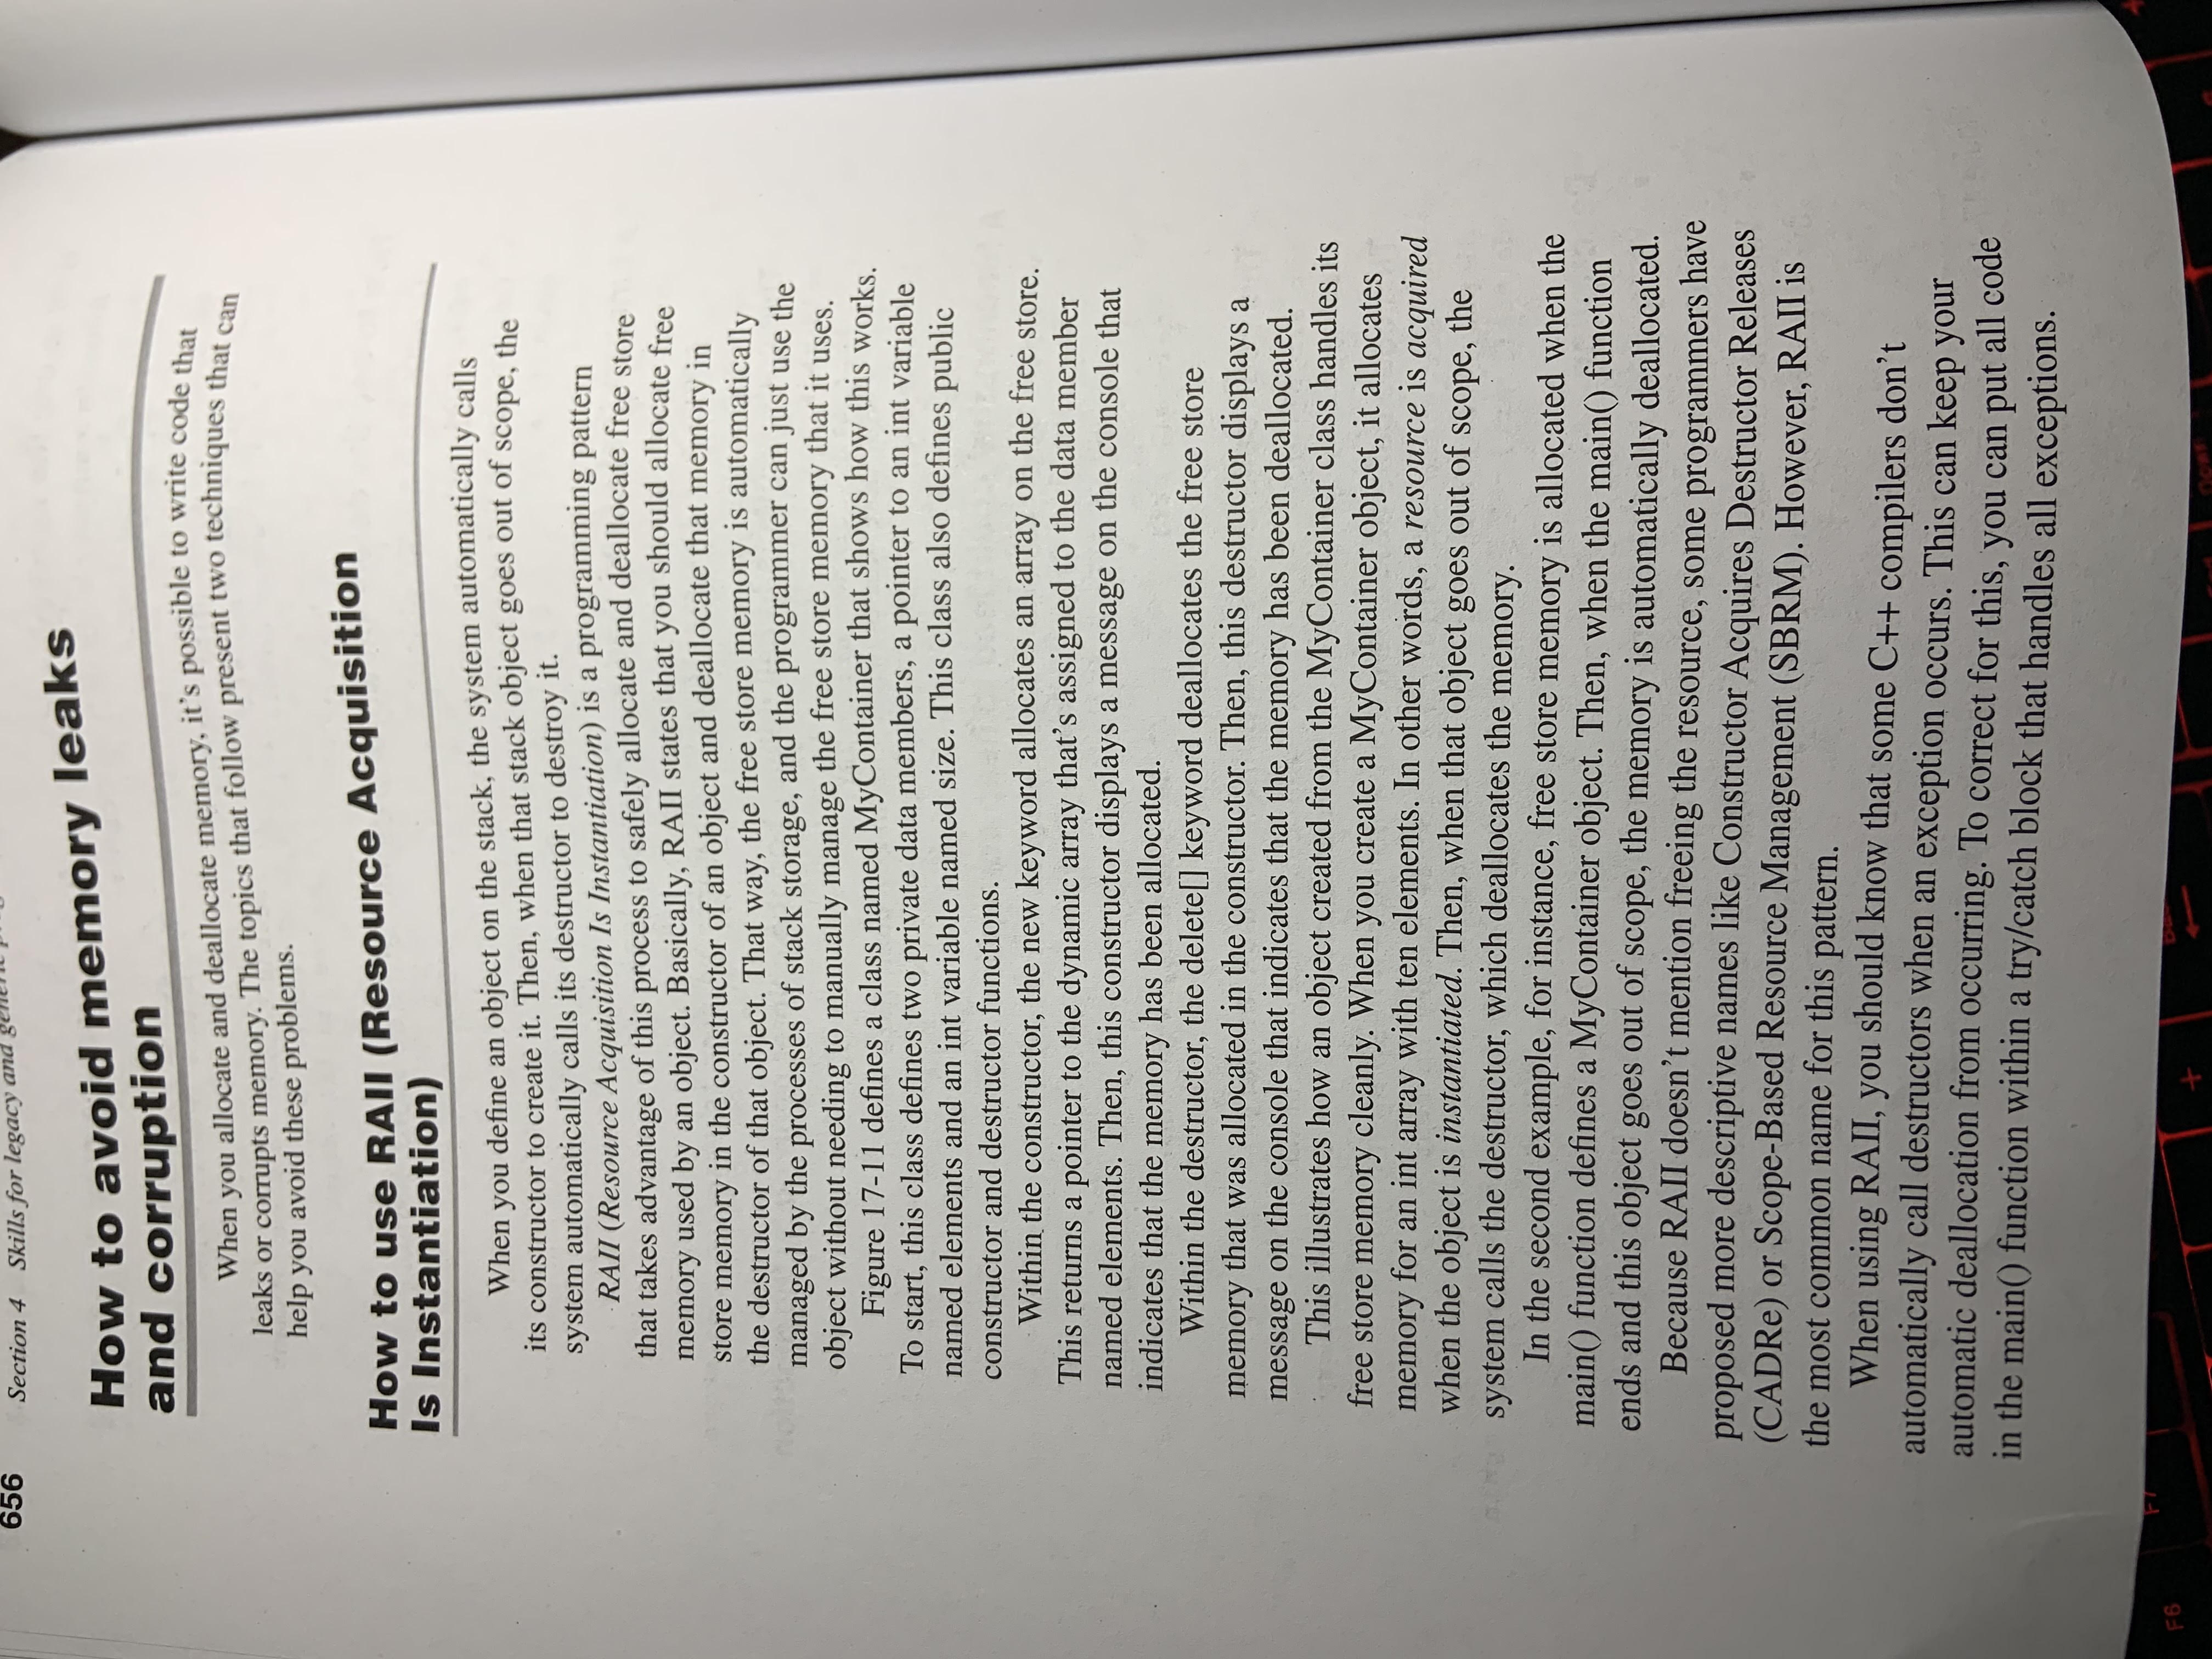 656
Section 4 Skills for legacy and
How to avoid memory leaks
and corruption
When you allocate and deallocate memory, it's possible to write code that
leaks or corrupts memory. The topics that follow present two techniques that can
help you avoid these problems.
How to use RAII (Resource Acquisition
Is Instantiation)
When you define an object on the stack, the system automatically calls
its constructor to create it. Then, when that stack object goes out of scope, the
system automatically calls its destructor to destroy it.
RAII (Resource Acquisition Is Instantiation) is a programming pattern
that takes advantage of this process to safely allocate and deallocate free store
memory used by an object. Basically, RAII states that you should allocate free
store memory in the constructor of an object and deallocate that memory in
the destructor of that object. That way, the free store memory is automatically
managed by the processes of stack storage, and the programmer can just use the
object without needing to manually manage the free store memory that it uses.
Figure 17-11 defines a class named MyContainer that shows how this works.
To start, this class defines two private data members, a pointer to an int variable
named elements and an int variable named size. This class also defines public
constructor and destructor functions.
Within the constructor, the new keyword allocates an array on the free store.
This returns a pointer to the dynamic array that's assigned to the data member
named elements. Then, this constructor displays a message on the console that
indicates that the memory has been allocated.
Within the destructor, the delete[] keyword deallocates the free store
memory that was allocated in the constructor. Then, this destructor displays a
message on the console that indicates that the memory has been deallocated.
This illustrates how an object created from the MyContainer class handles its
free store memory cleanly. When you create a MyContainer object, it allocates
memory for an int array with ten elements. In other words, a resource is acquired
when the object is instantiated. Then, when that object goes out of scope, the
system calls the destructor, which deallocates the memory.
In the second example, for instance, free store memory is allocated when the
main() function defines a MyContainer object. Then, when the main() function
ends and this object goes out of scope, the memory is automatically deallocated.
Because RAII doesn't mention freeing the resource, some programmers have
proposed more descriptive names like Constructor Acquires Destructor Releases
(CADRe) or Scope-Based Resource Management (SBRM). However, RAII is
the most common name for this pattern.
When using RAII, you should know that some C++ compilers don't
automatically call destructors when an exception occurs. This can keep your
automatic deallocation from occurring. To correct for this, you can put all code
in the main() function within a try/catch block that handles all exceptions.
F6
F7
+